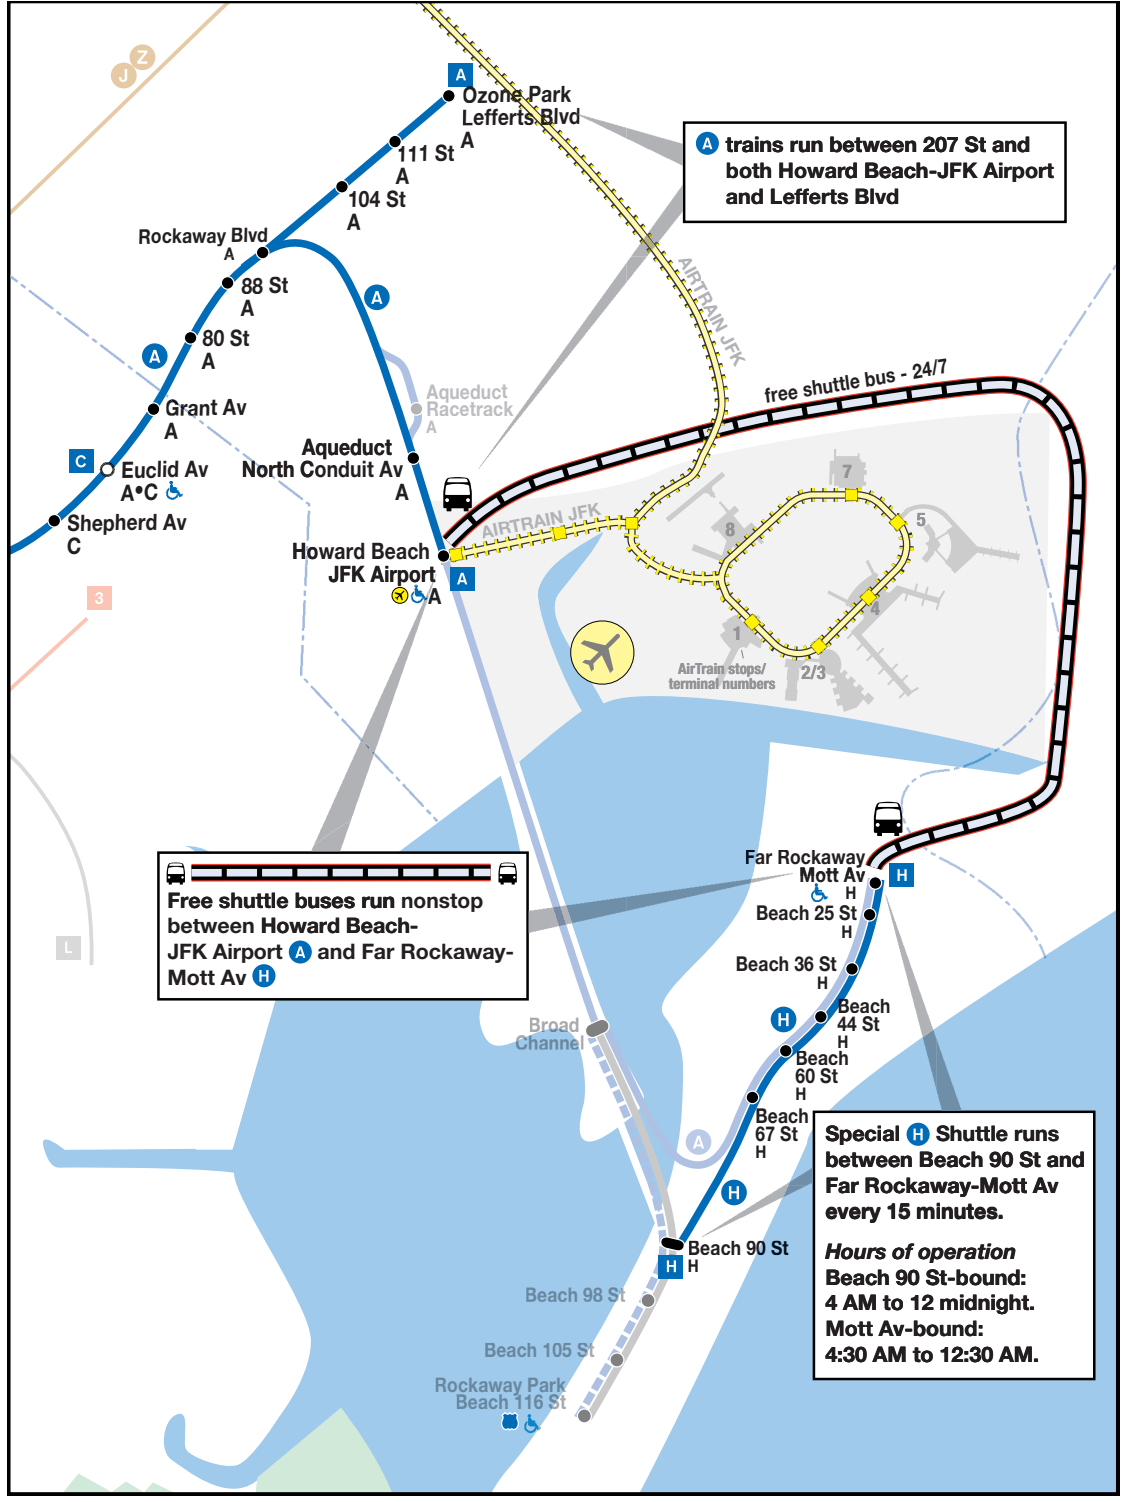 Z
J
A
Ozone Park
Lefferts Blvd
A
111 St
A
104 St
A
A trains run between 207 St and
both Howard Beach-JFK Airport
and Lefferts Blvd
Rockaway Blvd
A
88 St
A
A
80 St
A
A
Grant Av
A
AIRTRAIN JFK
free shuttle bus - 24/7
Aqueduct
Racetrack
A
Aqueduct
North Conduit Av
A
C
Euclid Av
A•C
Shepherd Av
C
AIRTRAIN JFK
7
5
8
4
1
2/3
AirTrain stops/
terminal numbers
Howard Beach
JFK Airport
A
A
3
L
Free shuttle buses run nonstop
between Howard Beach-
JFK Airport A and Far Rockaway-
Mott Av H
Far Rockaway
Mott Av
H
H
Beach 25 St
H
Beach 36 St
H
Beach
44 St
H
H
Beach
60 St
H
Beach
67 St
H
Broad
Channel
A
H
Special H Shuttle runs
between Beach 90 St and
Far Rockaway-Mott Av
every 15 minutes.
Hours of operation
Beach 90 St-bound:
4 AM to 12 midnight.
Mott Av-bound:
4:30 AM to 12:30 AM.
Beach 90 St
H
H
Beach 98 St
Beach 105 St
Rockaway Park
Beach 116 St